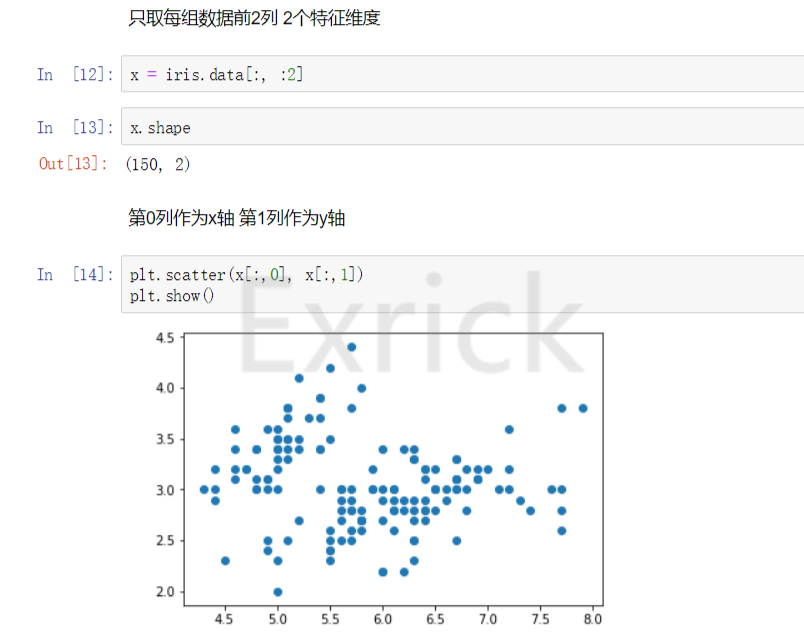 只取每组数据前2列 2个特征维度
In [12]: x = iris.data[:, :2]
In [13]: x.shape
Out[13]: (150, 2)
第0列作为x轴 第1列作为y轴
In [14]: plt.scatter(x[:,0], x[:,1])
plt.show()
Exrick
4.5
4.0
3.5
3.0
2.5
2.0
4.5 5.0 5.5 6.0 6.5 7.0 7.5 8.0